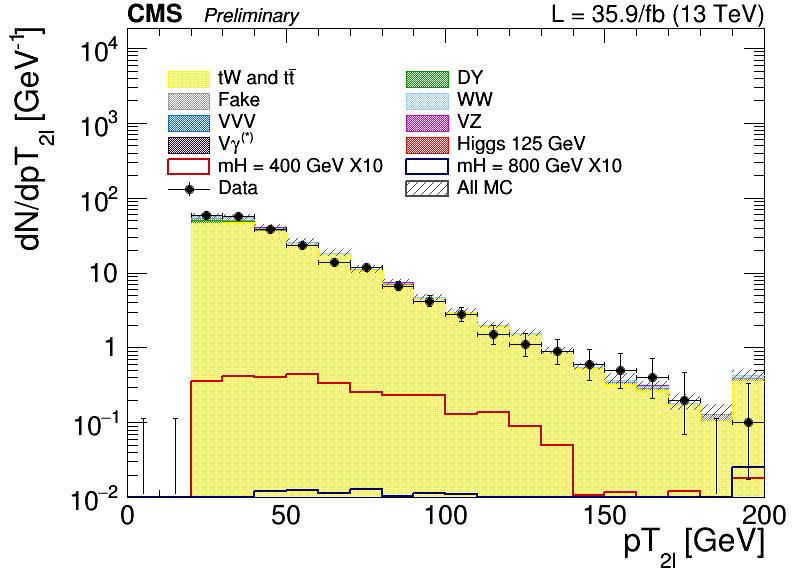 CMS Preliminary L = 35.9/fb (13 TeV)
dN/dpT2l [GeV-1]
tW and tt̄ DY
Fake WW
VVV VZ
Vγ(*) Higgs 125 GeV
mH = 400 GeV X10 mH = 800 GeV X10
Data All MC
10^4
10^3
10^2
10
1
10^-1
10^-2
0 50 100 150 200
pT2l [GeV]